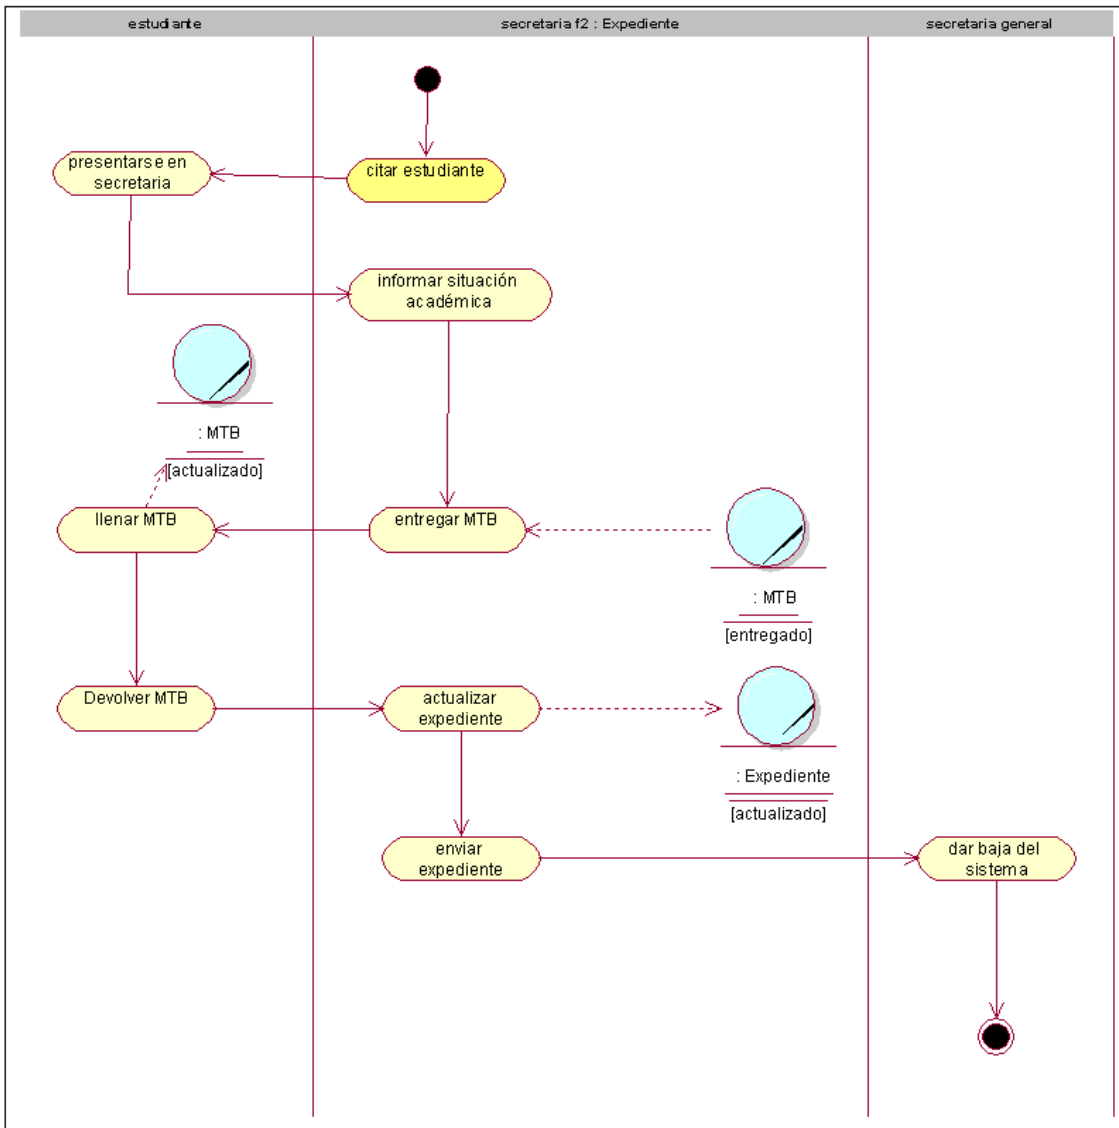 estudiante
secretaria f2 : Expediente
secretaria general
presentarse en
secretaria
citar estudiante
informar situación
académica
: MTB
[actualizado]
llenar MTB
entregar MTB
: MTB
[entregado]
Devolver MTB
actualizar
expediente
: Expediente
[actualizado]
enviar
expediente
dar baja del
sistema